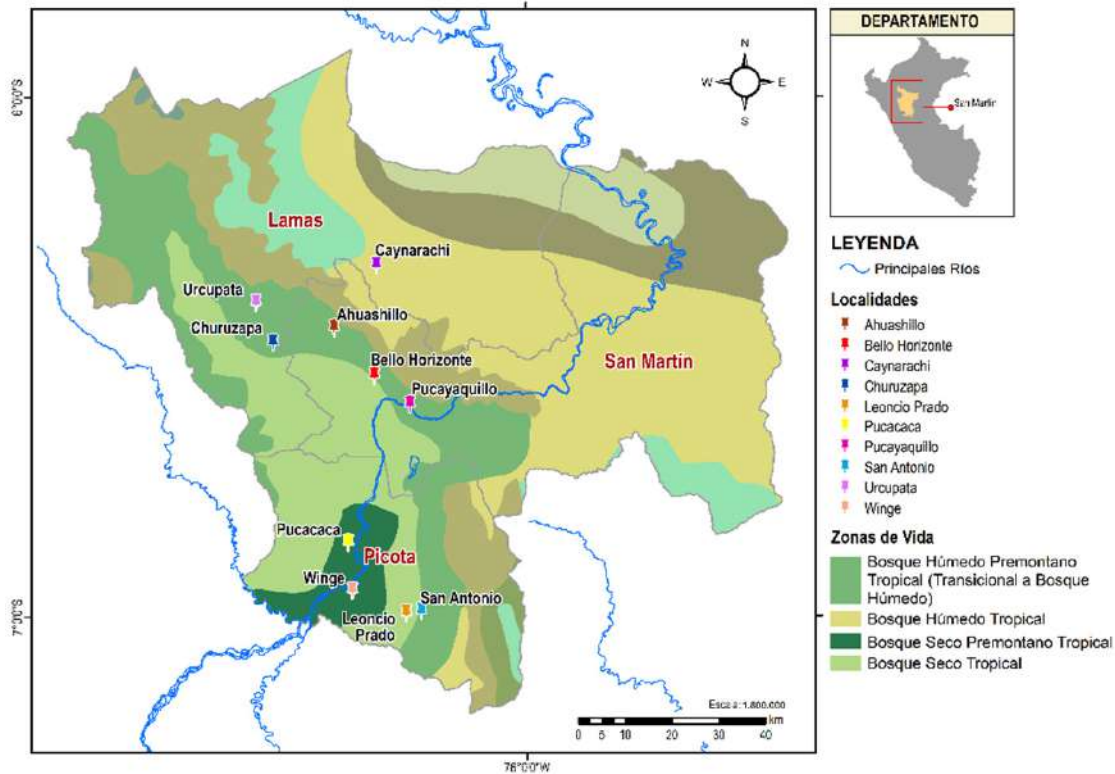 DEPARTAMENTO
San Martín
N
W E
S
6°0'0"S
7°0'0"S
76°0'0"W
Lamas
Caynarachi
Urcupata
Ahuashillo
Churuzapa
San Martín
Bello Horizonte
Pucayaquillo
Pucacaca
Picota
Winge
San Antonio
Leoncio
Prado
Escala: 1:800.000
km
0 5 10 20 30 40
LEYENDA
Principales Ríos
Localidades
Ahuashillo
Bello Horizonte
Caynarachi
Churuzapa
Leoncio Prado
Pucacaca
Pucayaquillo
San Antonio
Urcupata
Winge
Zonas de Vida
Bosque Húmedo Premontano
Tropical (Transicional a Bosque
Húmedo)
Bosque Húmedo Tropical
Bosque Seco Premontano Tropical
Bosque Seco Tropical